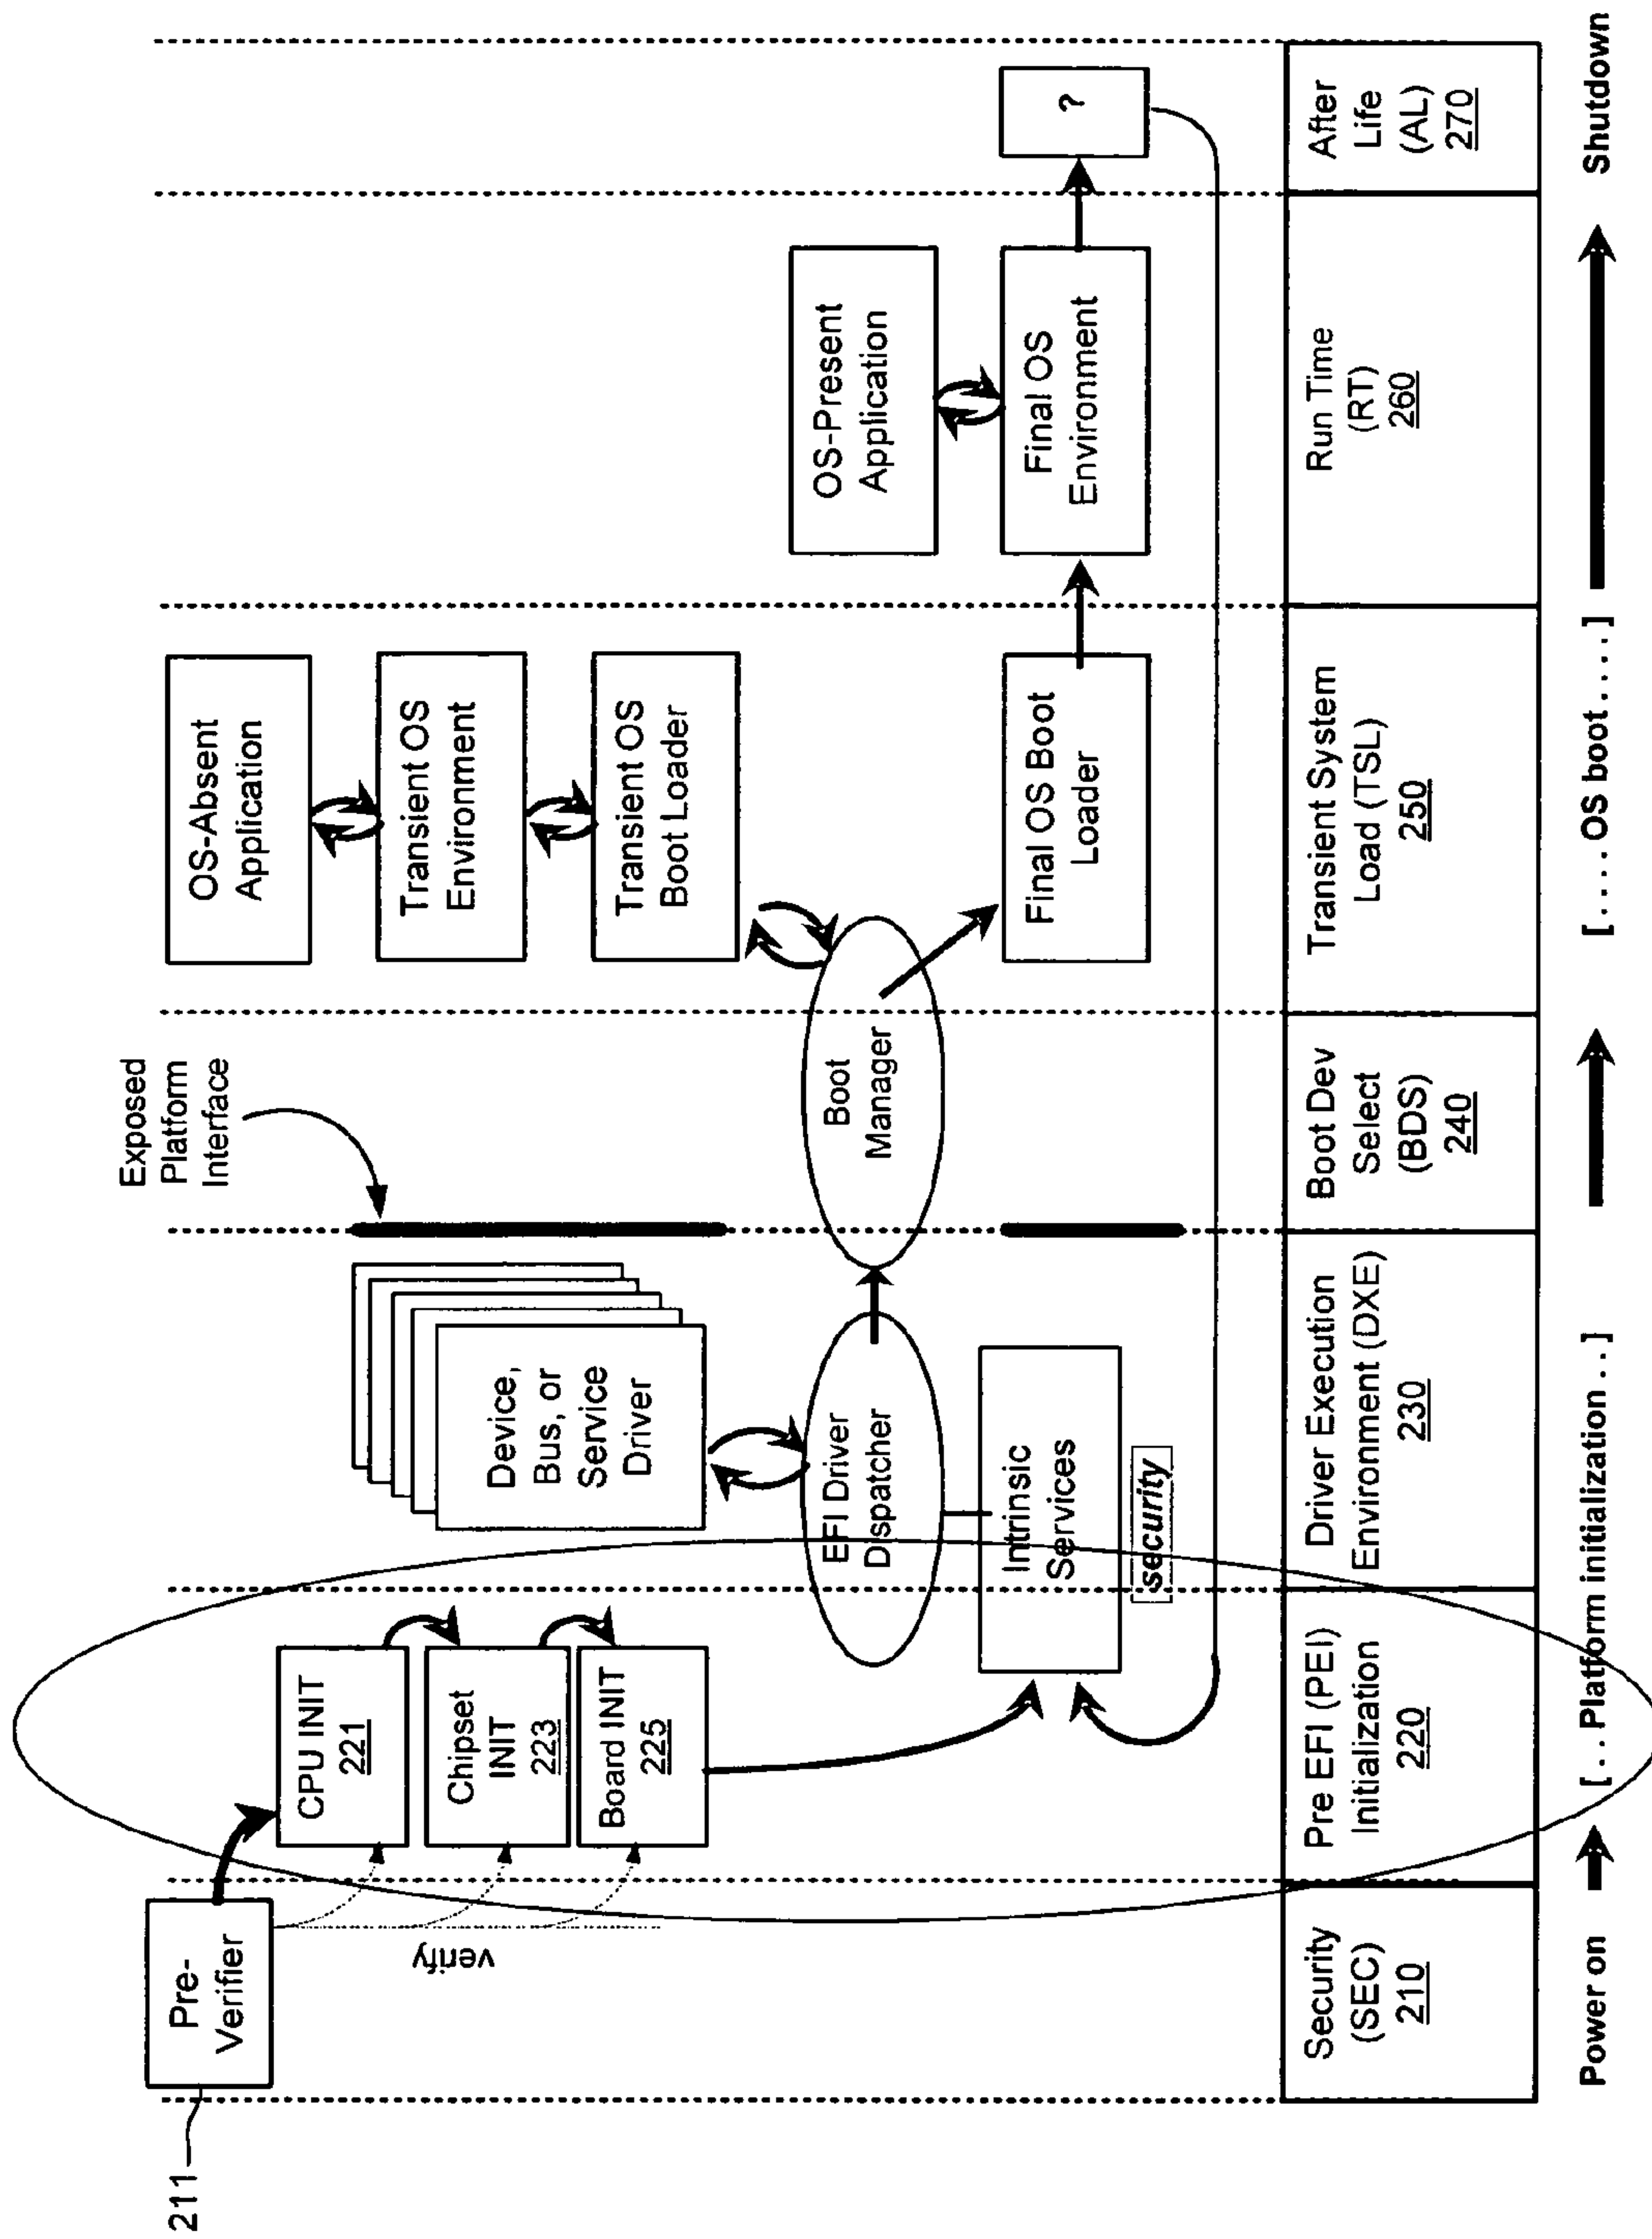 211
Pre-
Verifier
verify
CPU INIT
221
Chipset
INIT
223
Board INIT
225
Device,
Bus, or
Service
Driver
EFI Driver
Dispatcher
Intrinsic
Services
security
Exposed
Platform
Interface
Boot
Manager
OS-Absent
Application
Transient OS
Environment
Transient OS
Boot Loader
Final OS Boot
Loader
OS-Present
Application
Final OS
Environment
?
Security
(SEC)
210
Pre EFI (PEI)
Initialization
220
Driver Execution
Environment (DXE)
230
Boot Dev
Select
(BDS)
240
Transient System
Load (TSL)
250
Run Time
(RT)
260
After
Life
(AL)
270
Power on
[. . Platform initialization . . .]
[. . . . OS boot. . . . .]
Shutdown